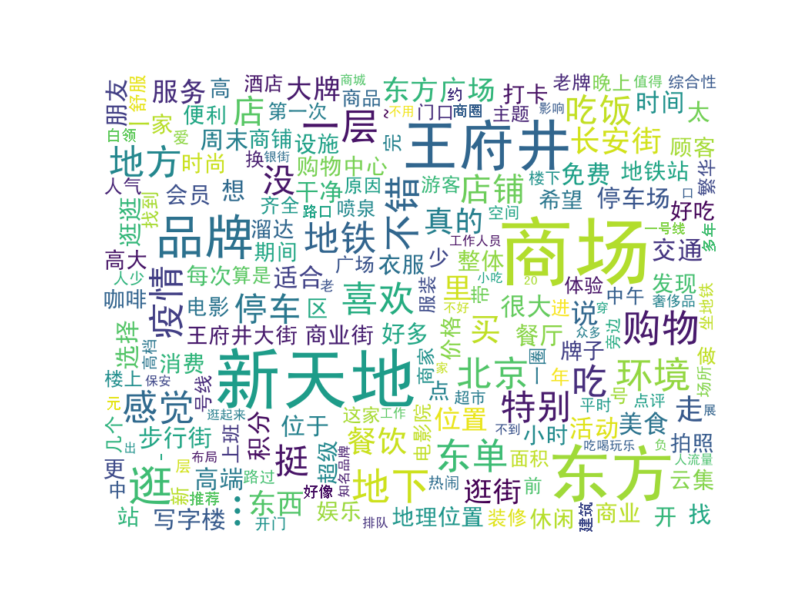 商场
新天地
东方
王府井
品牌
不错
地铁
一层
购物
环境
逛
地下
特别
北京
喜欢
疫情
感觉
地方
停车
吃饭
长安街
东方广场
店铺
东单
餐饮
吃
没
挺
店
朋友
服务
酒店
高
大牌
商城
约
打卡
老牌
晚上
值得
综合性
舒服
便利
第一次
商品
不用
门口
商圈
主题
影响
时间
太
白领
家
爱
周末
商铺
设施
完
顾客
时尚
换
银街
购物中心
游客
楼下
免费
地铁站
繁华
人气
会员
想
干净
原因
希望
停车场
口
找到
逛逛
齐全
路口
喷泉
真的
空间
好吃
一号线
多年
溜达
期间
广场
衣服
少
工作人员
整体
交通
高大
人少
每次
算是
适合
老
小吃
体验
发现
咖啡
电影
区
服装
里
带
20
中午
奢侈品
坐地铁
不好
很大
进
说
穿
选择
王府井大街
商业街
好多
价格
买
餐厅
众多
旁边
高档
消费
商家
圈
牌子
楼上
保安
号线
点
超市
年
号
点评
场所
元
逛起来
这家
工作
电影院
位置
平时
走
展
几个
步行街
上班
积分
位于
不到
小时
活动
美食
出
布局
超级
知名品牌
面积
吃喝玩乐
负
拍照
更
层
高端
路过
热闹
逛街
前
人流量
中
新
推荐
东西
好像
云集
站
写字楼
开门
娱乐
排队
地理位置
装修
休闲
建筑
商业
开
找